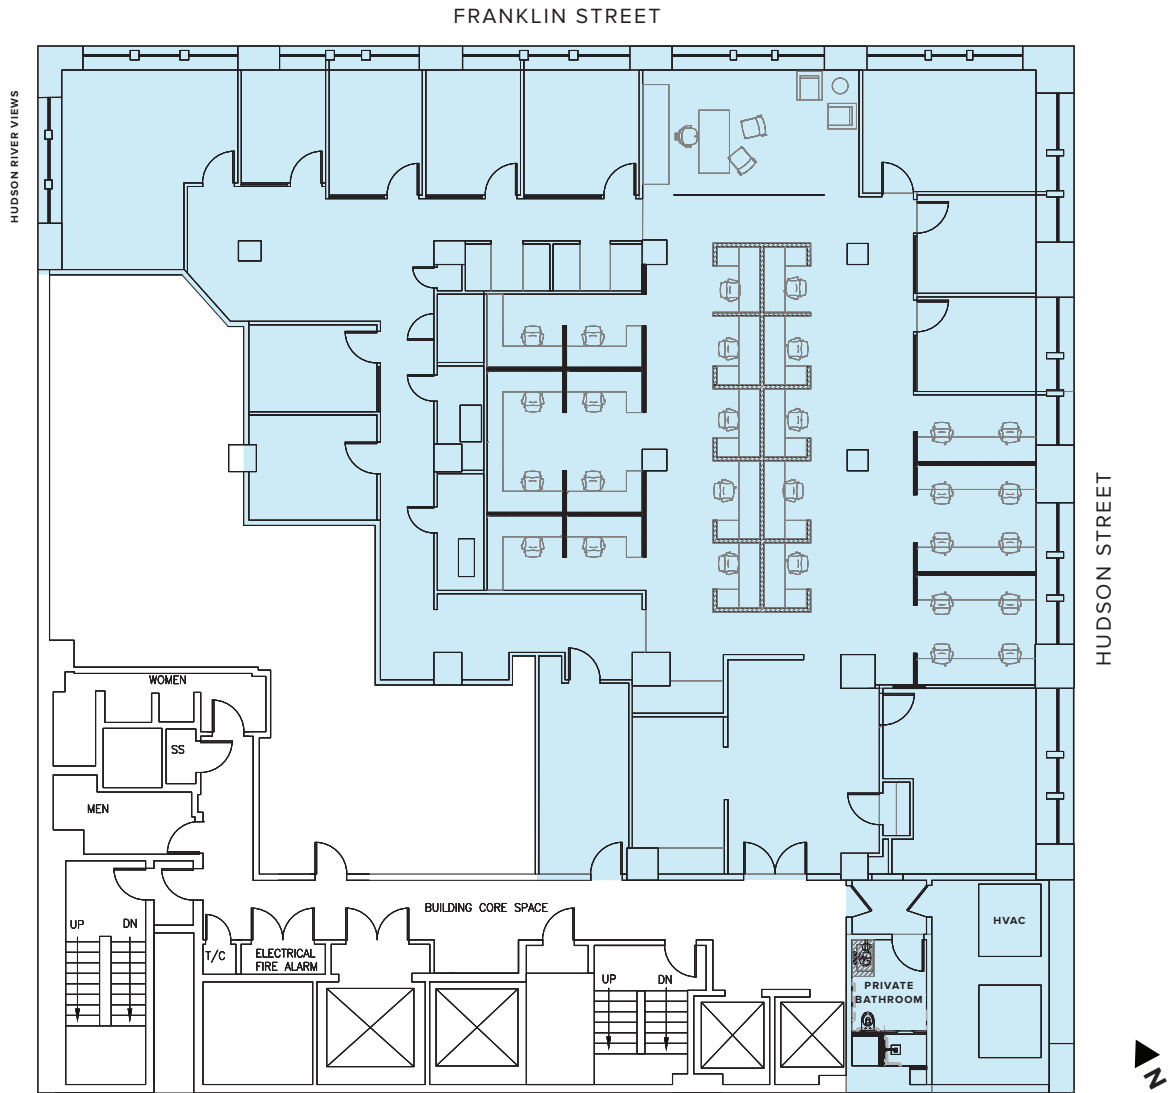 FRANKLIN STREET
HUDSON RIVER VIEWS
HUDSON STREET
WOMEN
SS
MEN
UP
DN
BUILDING CORE SPACE
T/C
ELECTRICAL
FIRE ALARM
UP
DN
HVAC
PRIVATE
BATHROOM
N